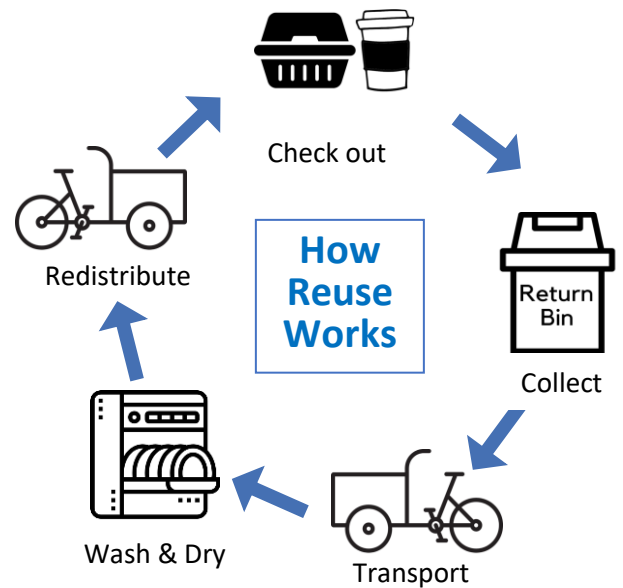 Check out
How
Reuse
Works
Redistribute
Return
Bin
Collect
Wash & Dry
Transport